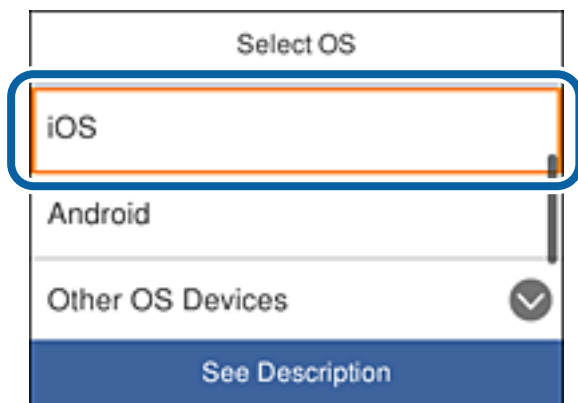 Select OS
iOS
Android
Other OS Devices
See Description